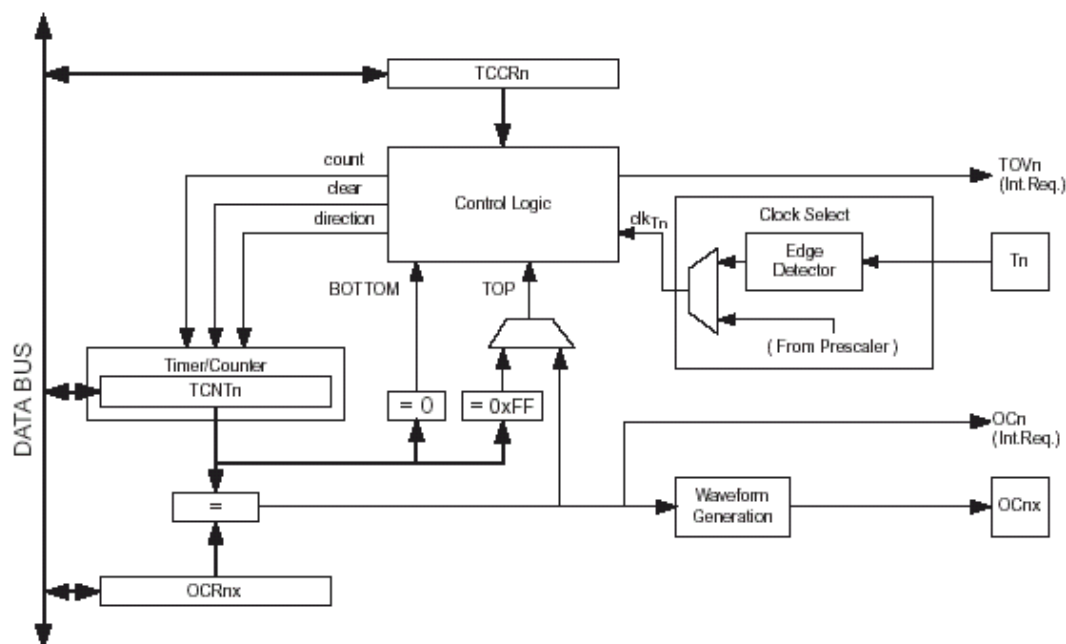 TCCRn
count
clear
direction
Control Logic
TOVn
(Int.Req.)
clkTn
Clock Select
Edge
Detector
Tn
( From Prescaler )
BOTTOM
TOP
Timer/Counter
TCNTn
= 0
= 0xFF
DATA BUS
OCn
(Int.Req.)
=
Waveform
Generation
OCnx
OCRnx